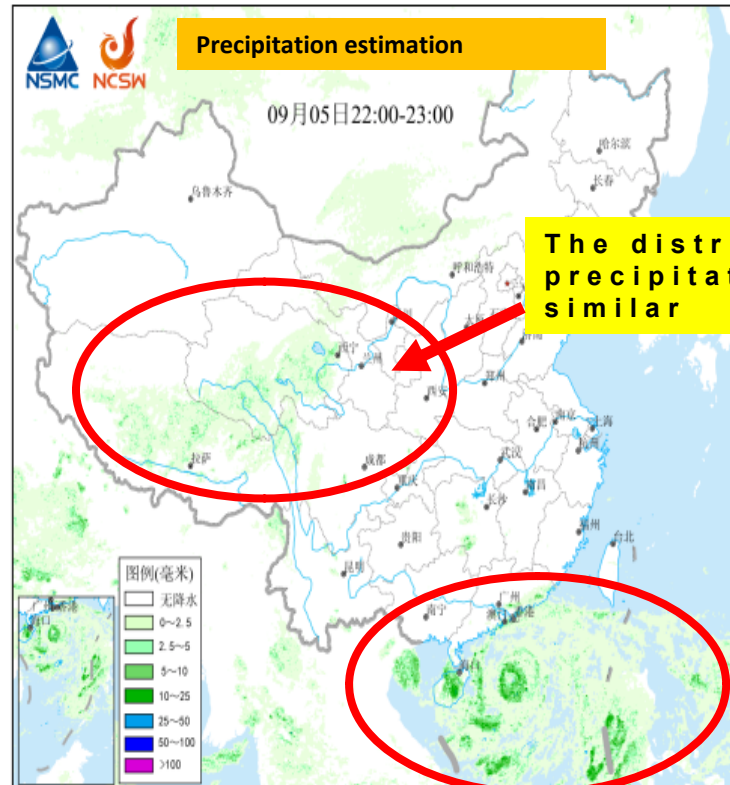 NSMC NCSW
Precipitation estimation
09月05日22:00-23:00
哈尔滨
长春
乌鲁木齐
呼和浩特
The distr
precipitat
similar
西宁
兰州
太原
济南
西安
郑州
拉萨
成都
重庆
武汉
合肥
南京
上海
杭州
南昌
长沙
贵阳
福州
台北
昆明
南宁
广州
澳门
香港
海口
图例(毫米)
无降水
0~2.5
2.5~5
5~10
10~25
25~50
50~100
>100